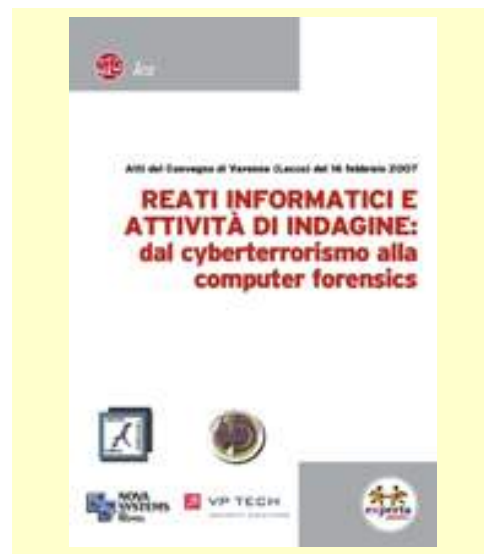 Atti del Convegno di Varenna (Lecco) del 16 febbraio 2007
REATI INFORMATICI E
ATTIVITÀ DI INDAGINE:
dal cyberterrorismo alla
computer forensics
NOVA
SYSTEMS
VP TECH
experta